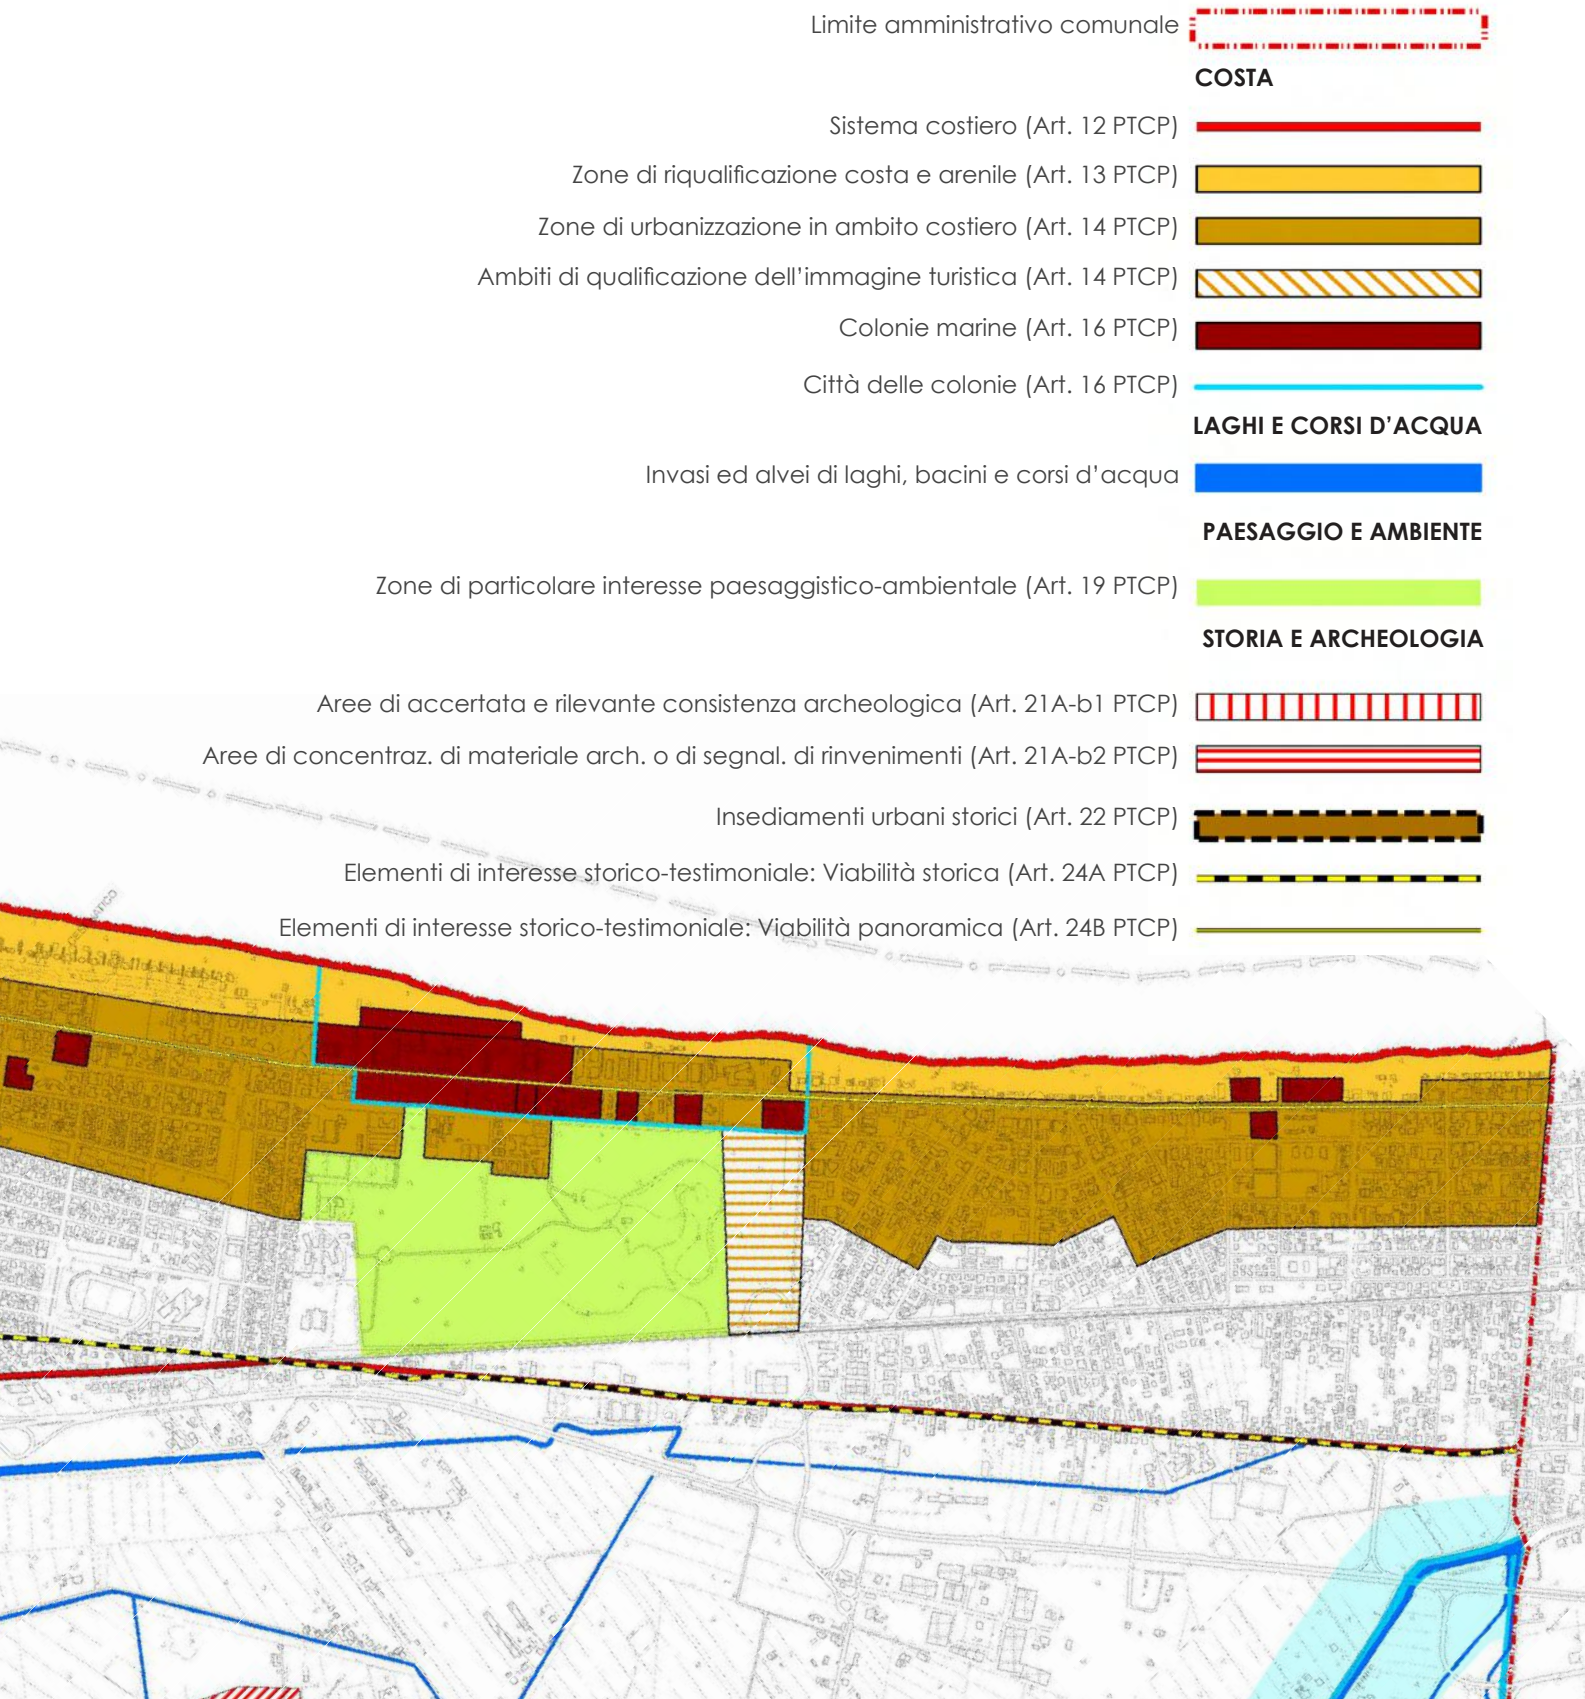 Limite amministrativo comunale
COSTA
Sistema costiero (Art. 12 PTCP)
Zone di riqualificazione costa e arenile (Art. 13 PTCP)
Zone di urbanizzazione in ambito costiero (Art. 14 PTCP)
Ambiti di qualificazione dell'immagine turistica (Art. 14 PTCP)
Colonie marine (Art. 16 PTCP)
Città delle colonie (Art. 16 PTCP)
LAGHI E CORSI D'ACQUA
Invasi ed alvei di laghi, bacini e corsi d'acqua
PAESAGGIO E AMBIENTE
Zone di particolare interesse paesaggistico-ambientale (Art. 19 PTCP)
STORIA E ARCHEOLOGIA
Aree di accertata e rilevante consistenza archeologica (Art. 21A-b1 PTCP)
Aree di concentraz. di materiale arch. o di segnal. di rinvenimenti (Art. 21A-b2 PTCP)
Insediamenti urbani storici (Art. 22 PTCP)
Elementi di interesse storico-testimoniale: Viabilità storica (Art. 24A PTCP)
Elementi di interesse storico-testimoniale: Viabilità panoramica (Art. 24B PTCP)